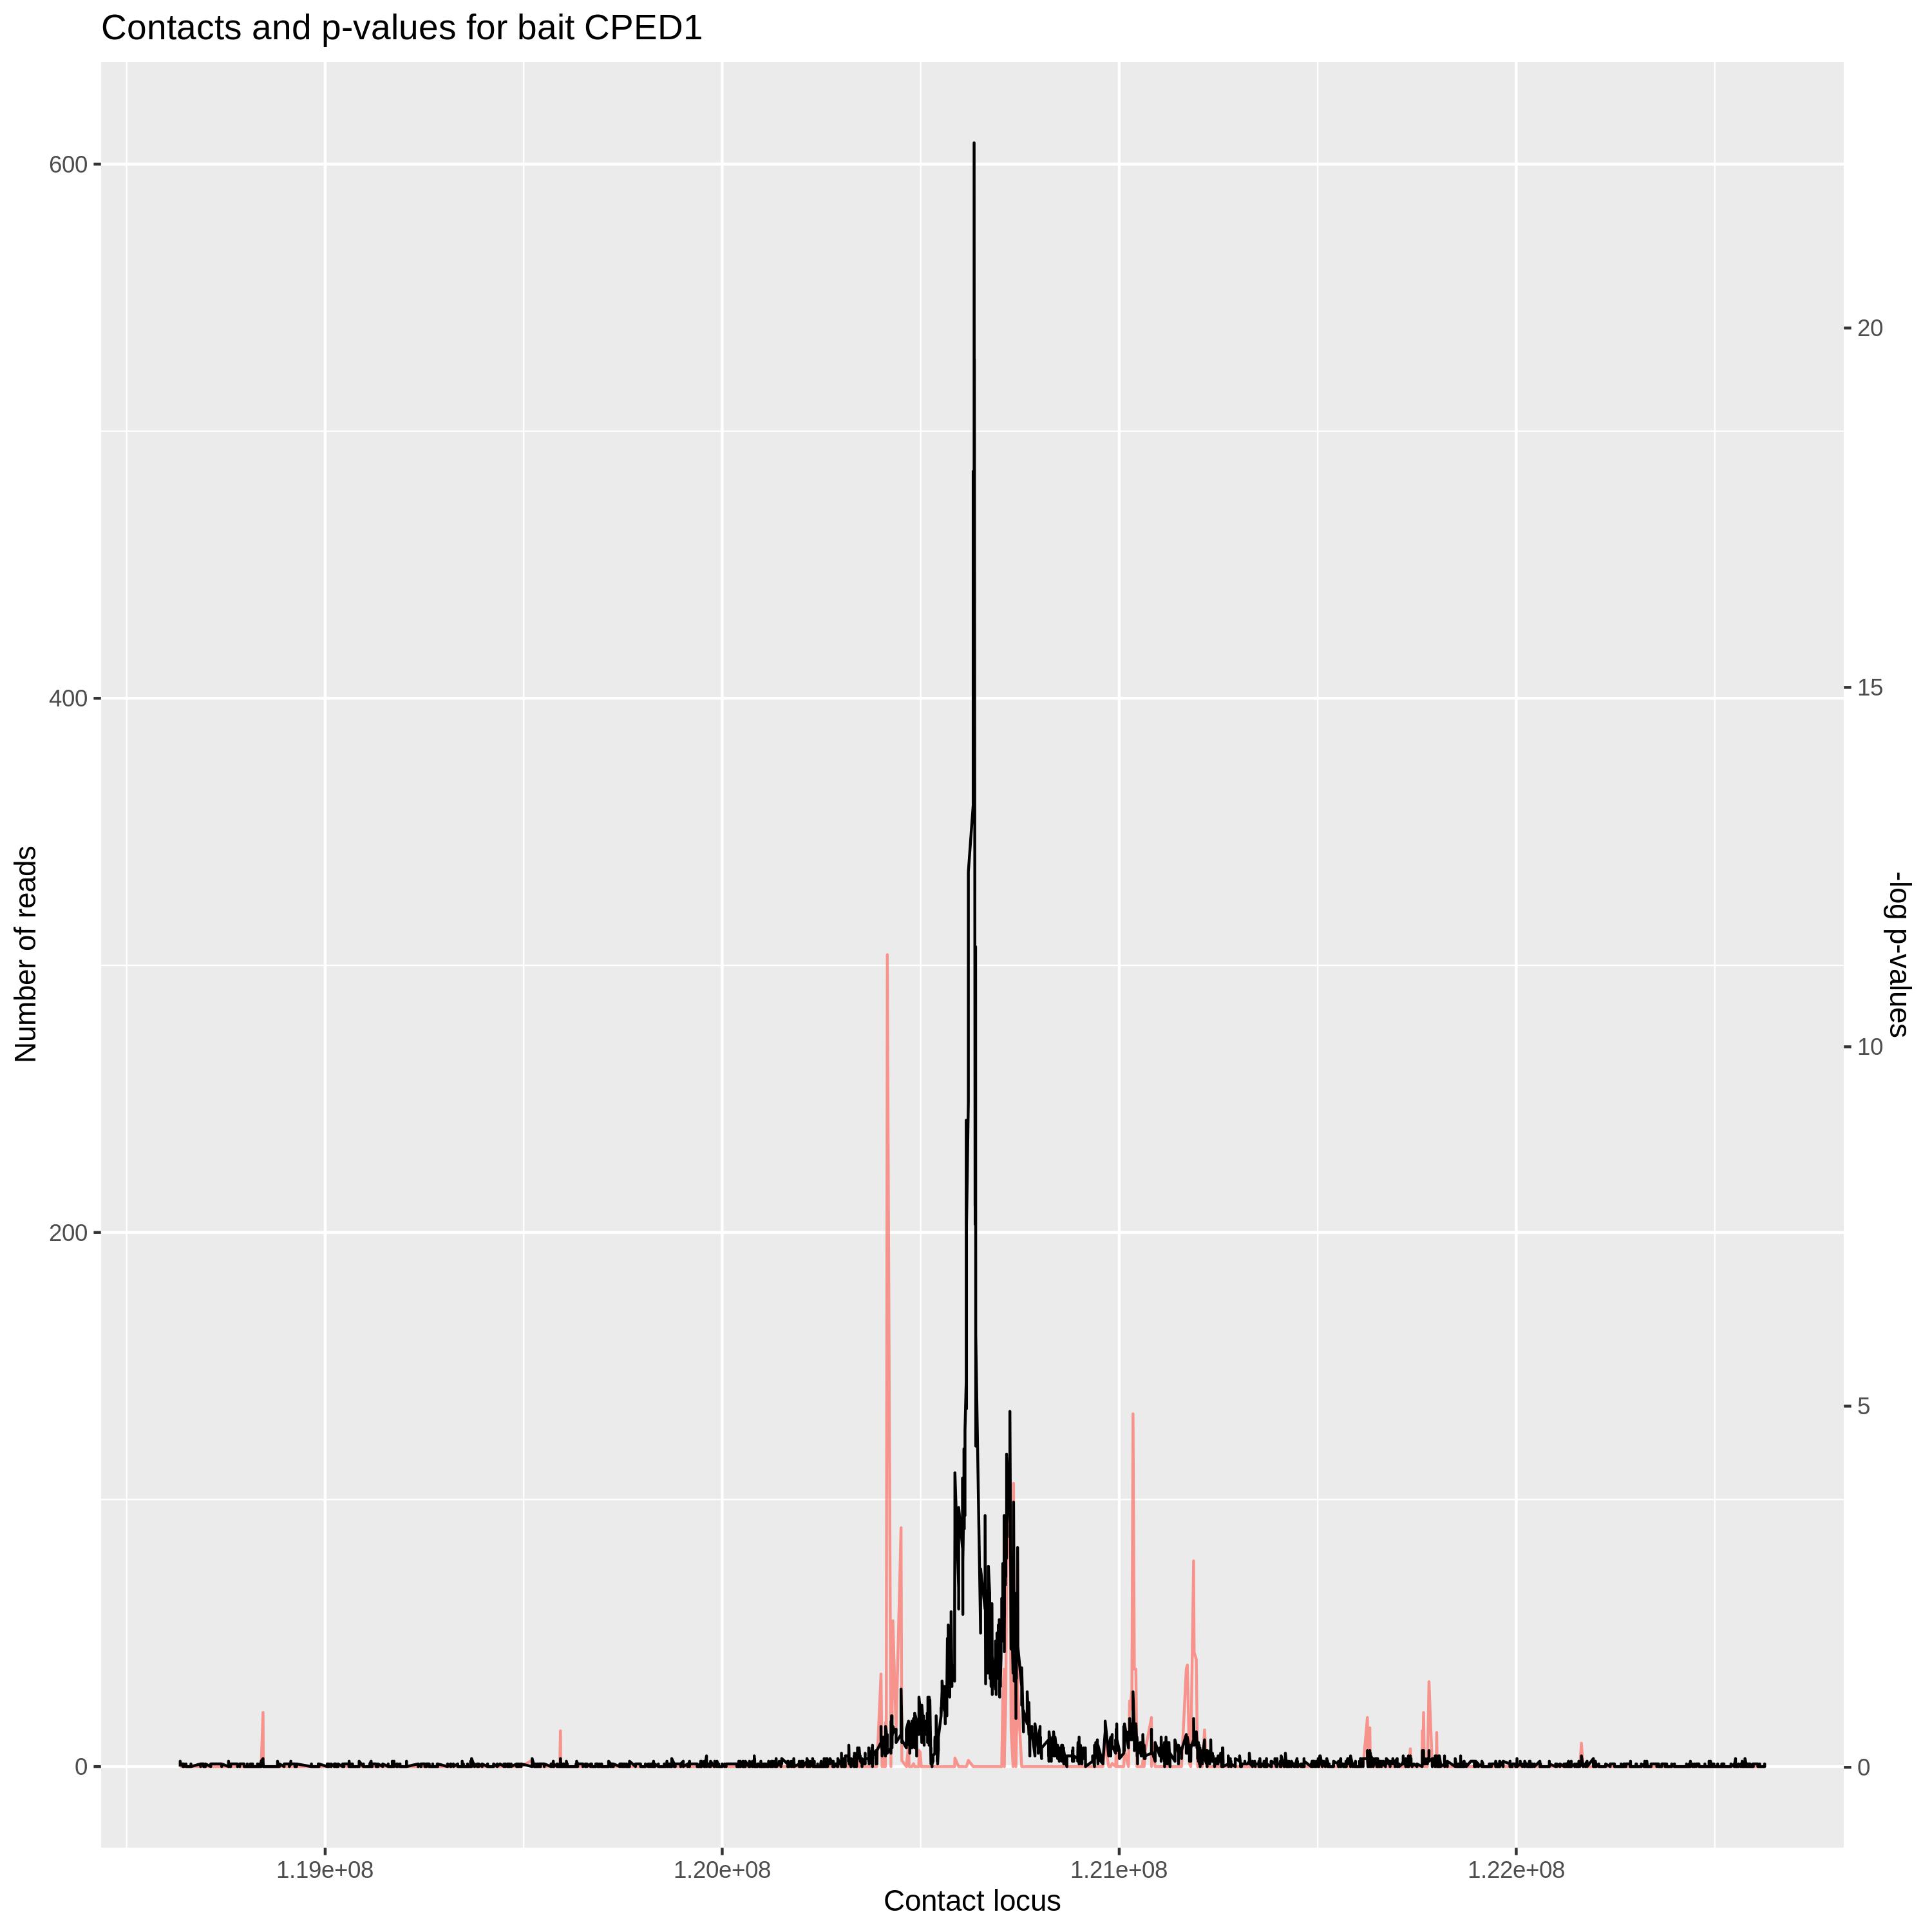 Contacts and p-values for bait CPED1
600
400
200
0
Number of reads
20
15
10
5
0
-log p-values
1.19e+08
1.20e+08
1.21e+08
1.22e+08
Contact locus